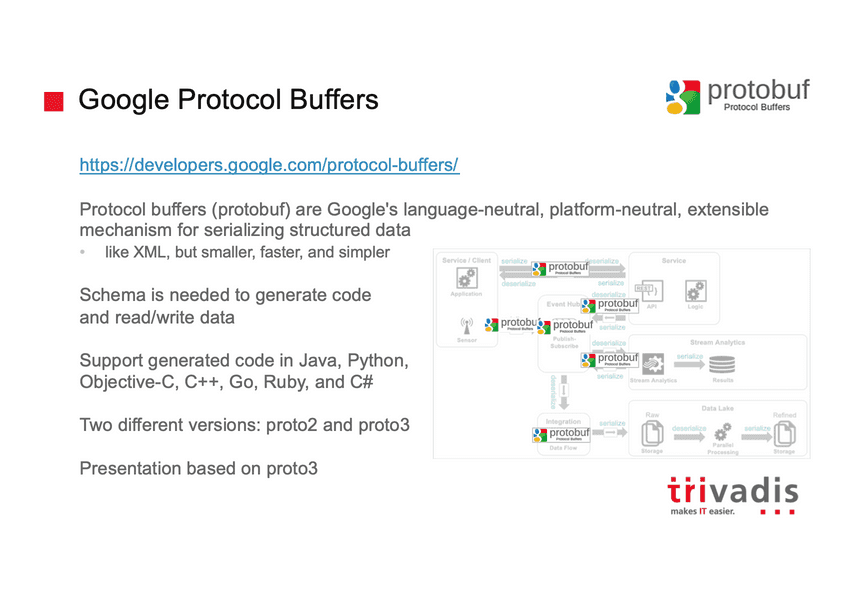 Google Protocol Buffers
protobuf
Protocol Buffers
https://developers.google.com/protocol-buffers/
Protocol buffers (protobuf) are Google's language-neutral, platform-neutral, extensible
mechanism for serializing structured data
• like XML, but smaller, faster, and simpler
Schema is needed to generate code
and read/write data
Support generated code in Java, Python,
Objective-C, C++, Go, Ruby, and C#
Two different versions: proto2 and proto3
Presentation based on proto3
Service / Client
serialize
deserialize
protobuf
Protocol Buffers
deserialize
serialize
Service
Application
REST
API
Logic
Event Hub
deserialize
protobuf
Protocol Buffers
serialize
Sensor
protobuf
protobuf
Protocol Buffers
Publish-
Subscribe
deserialize
protobuf
Protocol Buffers
serialize
Stream Analytics
Stream Analytics
serialize
Results
deserialize
Integration
protobuf
Protocol Buffers
Data Flow
serialize
Data Lake
Raw
Storage
deserialize
Parallel
Processing
serialize
Refined
Storage
trivadis
makes IT easier.